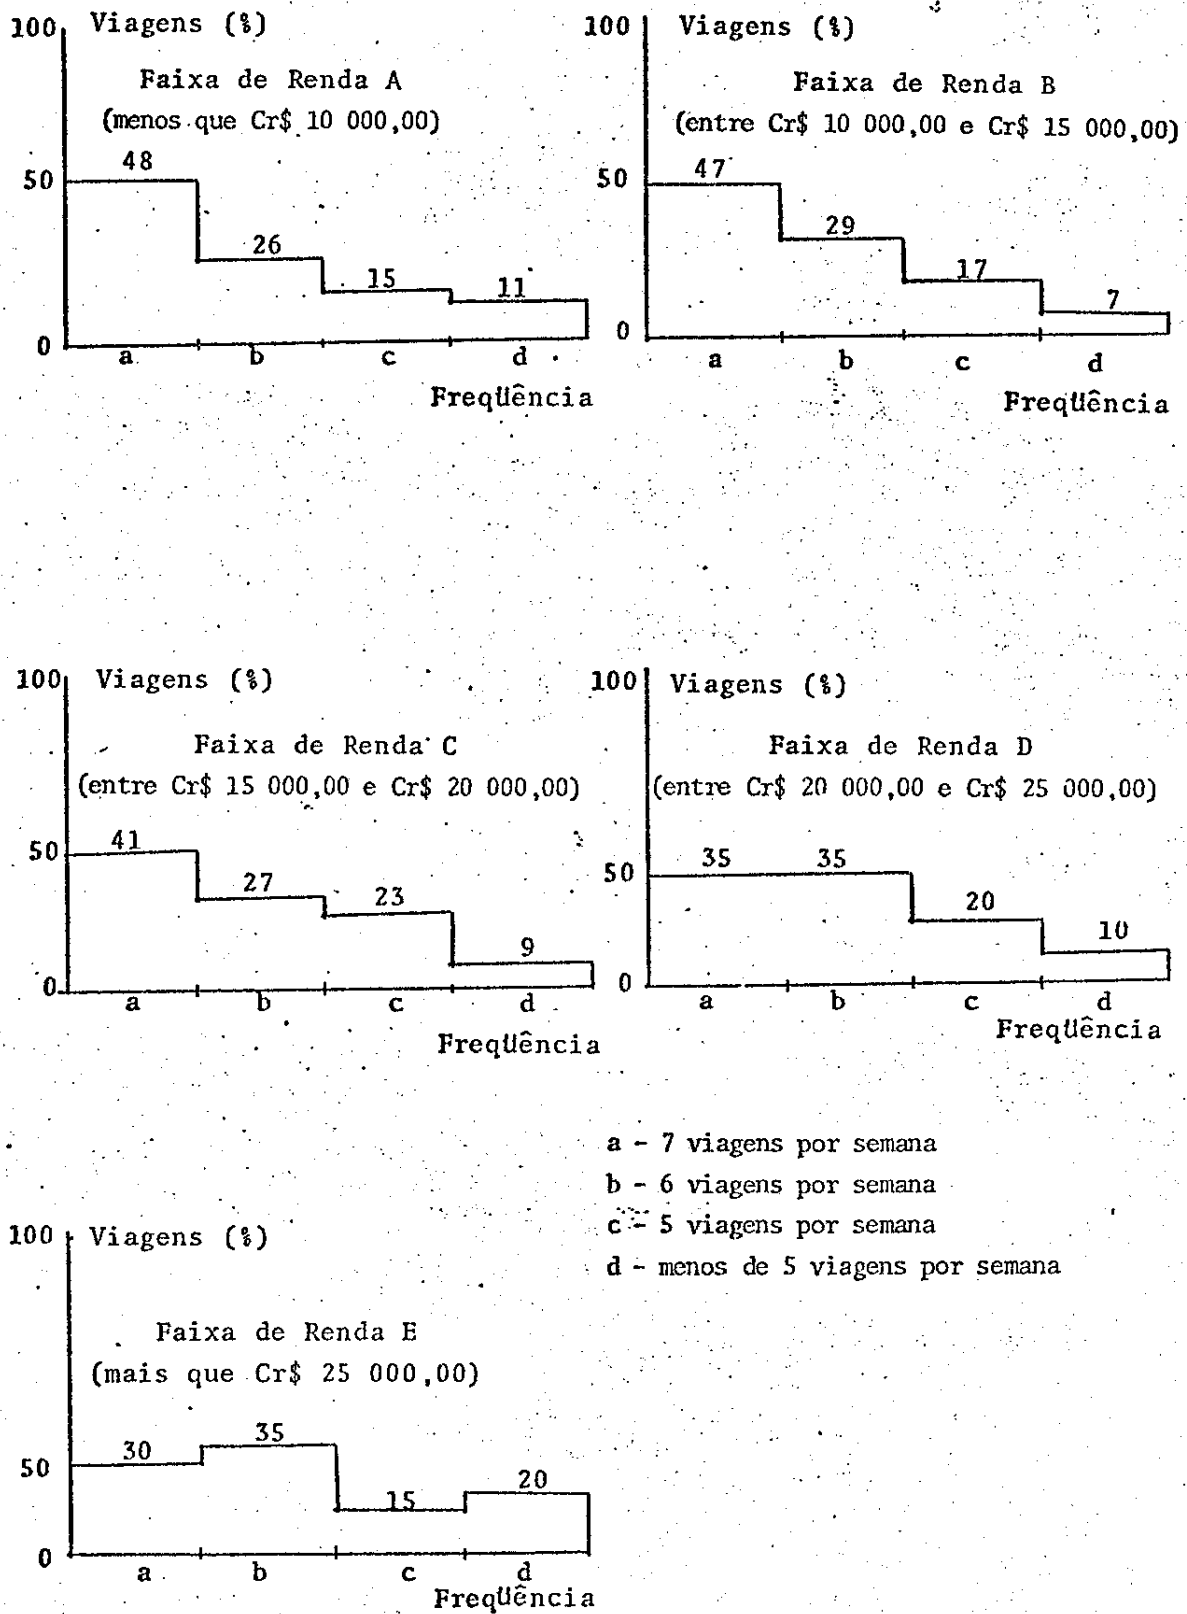 100 Viagens (%)
Faixa de Renda A
(menos que Cr$ 10 000,00)
50
48
26
15
11
0
a b c d
Freqüência
100 Viagens (%)
Faixa de Renda B
(entre Cr$ 10 000,00 e Cr$ 15 000,00)
50
47
29
17
7
0
a b c d
Freqüência
100 Viagens (%)
Faixa de Renda C
(entre Cr$ 15 000,00 e Cr$ 20 000,00)
50
41
27
23
9
0
a b c d
Freqüência
100 Viagens (%)
Faixa de Renda D
(entre Cr$ 20 000,00 e Cr$ 25 000,00)
50
35
35
20
10
0
a b c d
Freqüência
a - 7 viagens por semana
b - 6 viagens por semana
c - 5 viagens por semana
d - menos de 5 viagens por semana
100 Viagens (%)
Faixa de Renda E
(mais que Cr$ 25 000,00)
50
30
35
15
20
0
a b c d
Freqüência